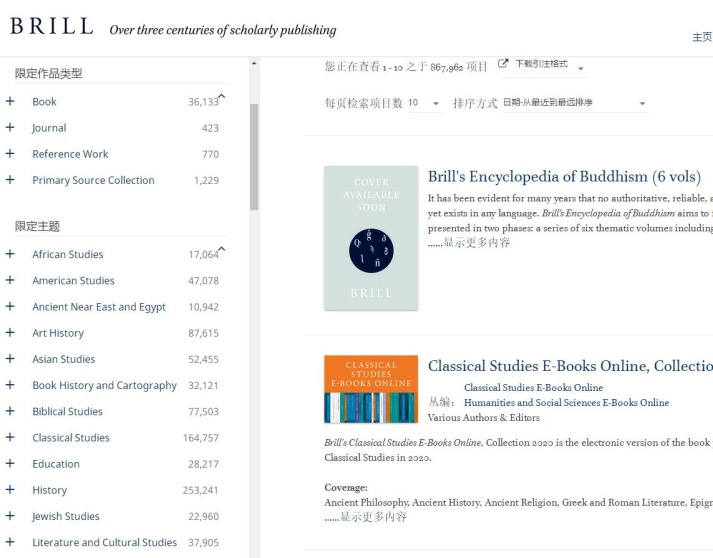 BRILL Over three centuries of scholarly publishing
主页
限定作品类型
+ Book 36,133
+ Journal 423
+ Reference Work 770
+ Primary Source Collection 1,229
限定主题
+ African Studies 17,064
+ American Studies 47,078
+ Ancient Near East and Egypt 10,942
+ Art History 87,615
+ Asian Studies 52,455
+ Book History and Cartography 32,121
+ Biblical Studies 77,503
+ Classical Studies 164,757
+ Education 28,217
+ History 253,241
+ Jewish Studies 22,960
+ Literature and Cultural Studies 37,905
您正在查看 1 - 10 之于 867,962 项目 下载引注格式
每页检索项目数 10 排序方式 日期-从最近到最远排序
COVER
AVAILABLE
SOON
BRILL
Brill's Encyclopedia of Buddhism (6 vols)
It has been evident for many years that no authoritative, reliable,
yet exists in any language. Brill's Encyclopedia of Buddhism aims to
presented in two phases: a series of six thematic volumes including
......显示更多内容
CLASSICAL
STUDIES
E-BOOKS ONLINE
Classical Studies E-Books Online, Collectio
Classical Studies E-Books Online
丛编: Humanities and Social Sciences E-Books Online
Various Authors & Editors
Brill's Classical Studies E-Books Online, Collection 2020 is the electronic version of the book
Classical Studies in 2020.
Coverage:
Ancient Philosophy, Ancient History, Ancient Religion, Greek and Roman Literature, Epigr
......显示更多内容